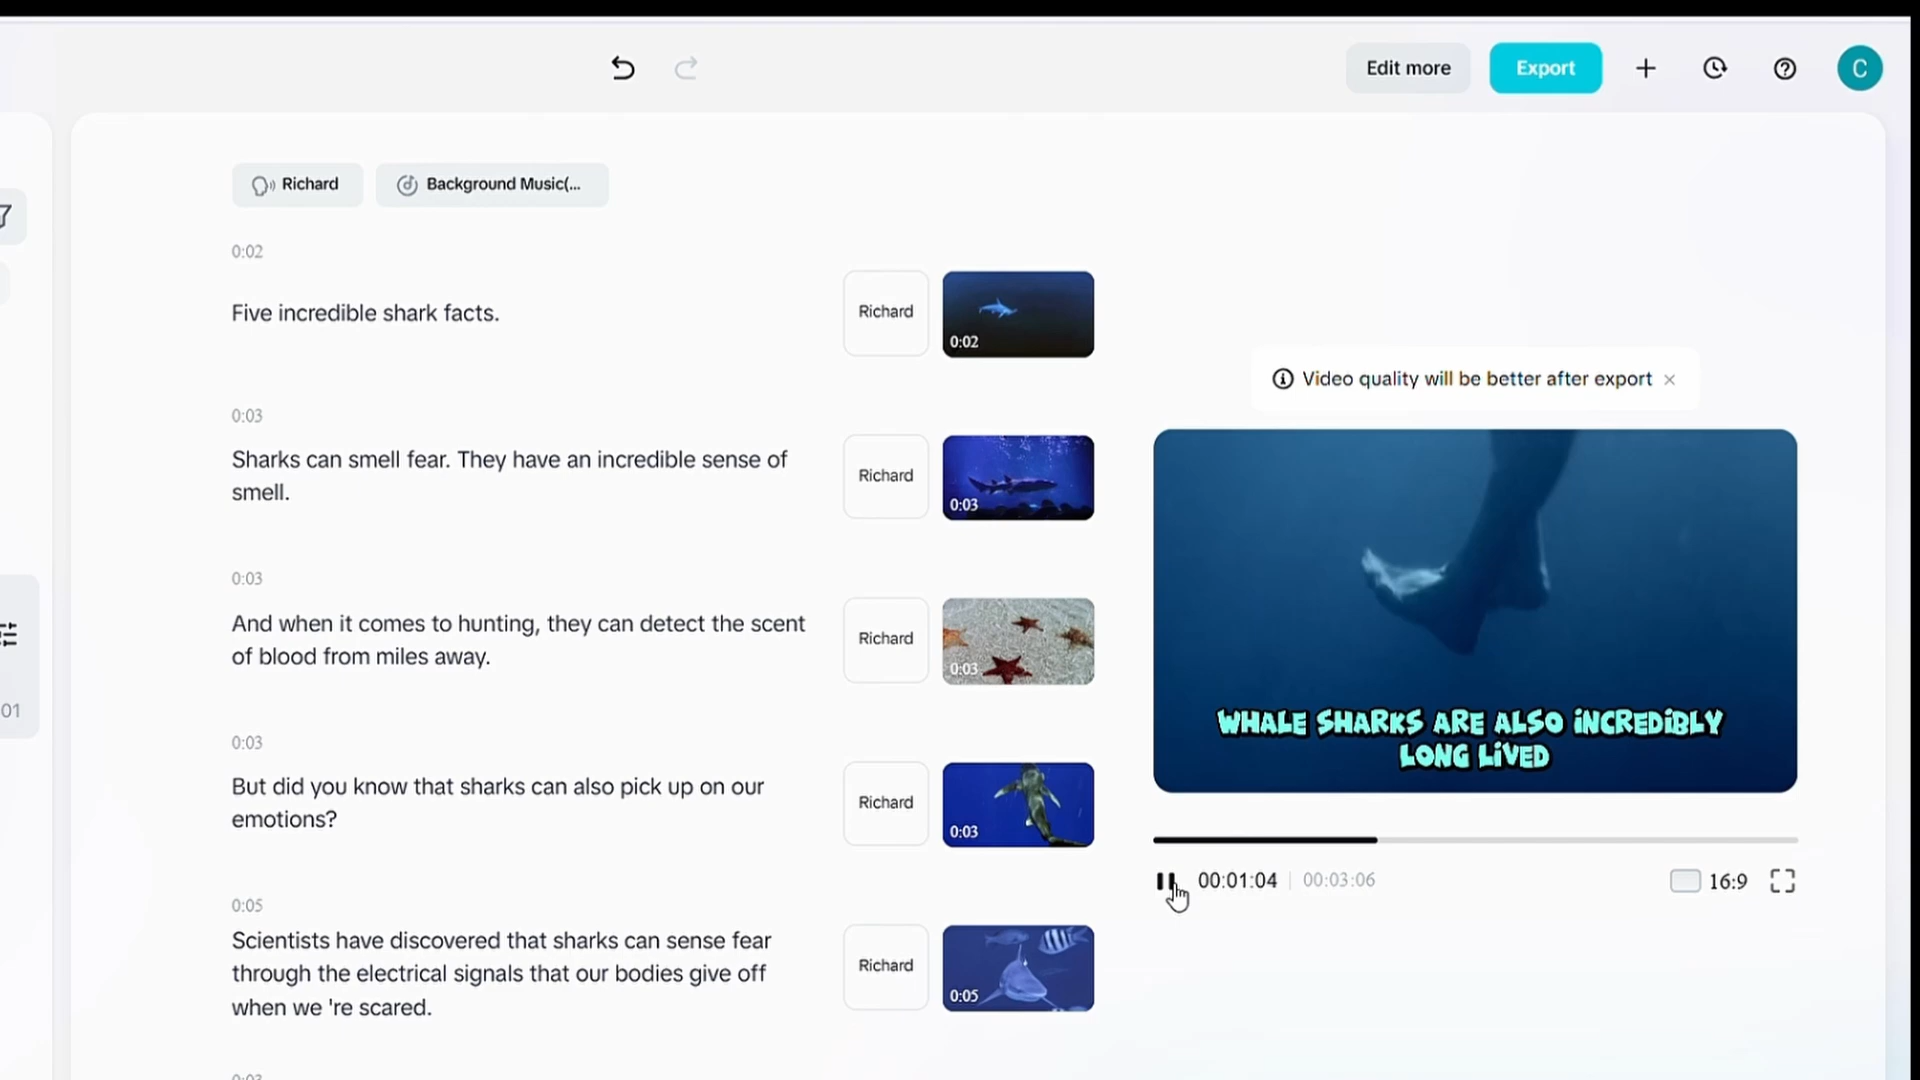 Edit more
Export
C
Richard
Background Music(...
0:02
Five incredible shark facts.
Richard
0:02
0:03
Sharks can smell fear. They have an incredible sense of
smell.
Richard
0:03
0:03
And when it comes to hunting, they can detect the scent
of blood from miles away.
Richard
0:03
0:03
But did you know that sharks can also pick up on our
emotions?
Richard
0:03
0:05
Scientists have discovered that sharks can sense fear
through the electrical signals that our bodies give off
when we 're scared.
Richard
0:05
0:03
01
Video quality will be better after export
WHALE SHARKS ARE ALSO INCREDIBLY
LONG LIVED
00:01:04 | 00:03:06
16:9